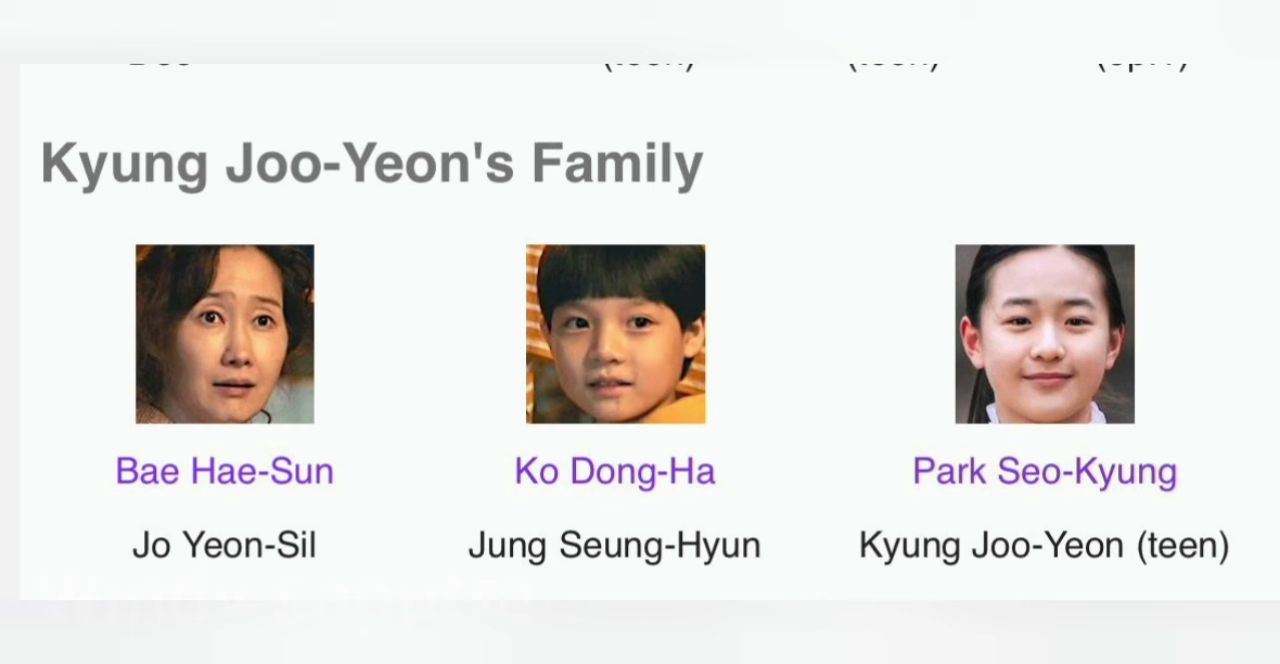 Kyung Joo-Yeon's Family
Bae Hae-Sun Ko Dong-Ha Park Seo-Kyung
Jo Yeon-Sil Jung Seung-Hyun Kyung Joo-Yeon (teen)